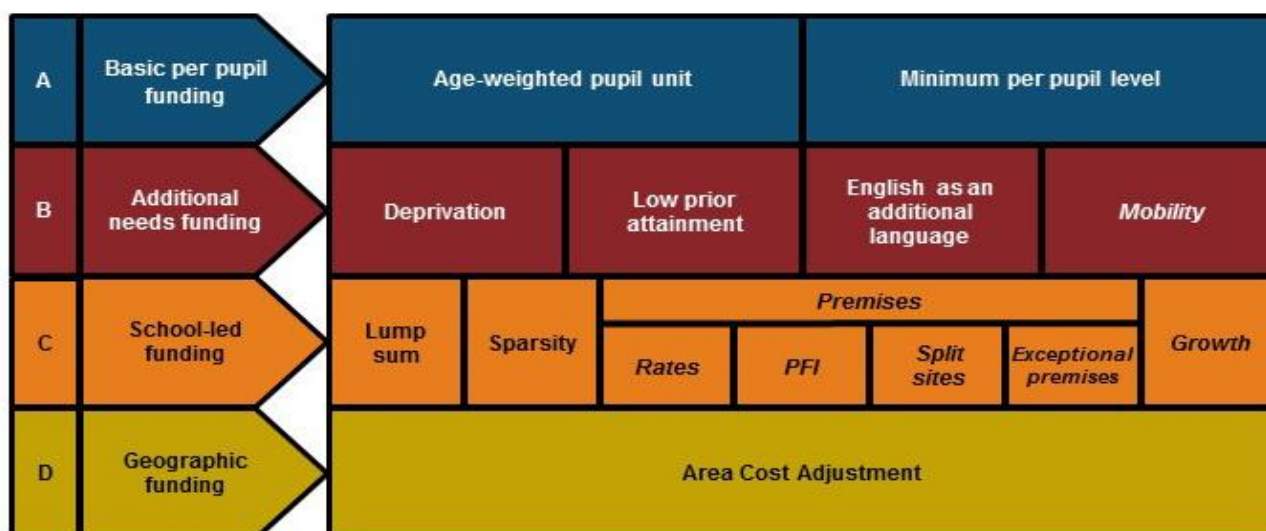 A
Basic per pupil
funding
Age-weighted pupil unit
Minimum per pupil level
B
Additional
needs funding
Deprivation
Low prior
attainment
English as an
additional
language
Mobility
C
School-led
funding
Lump
sum
Sparsity
Premises
Rates
PFI
Split
sites
Exceptional
premises
Growth
D
Geographic
funding
Area Cost Adjustment